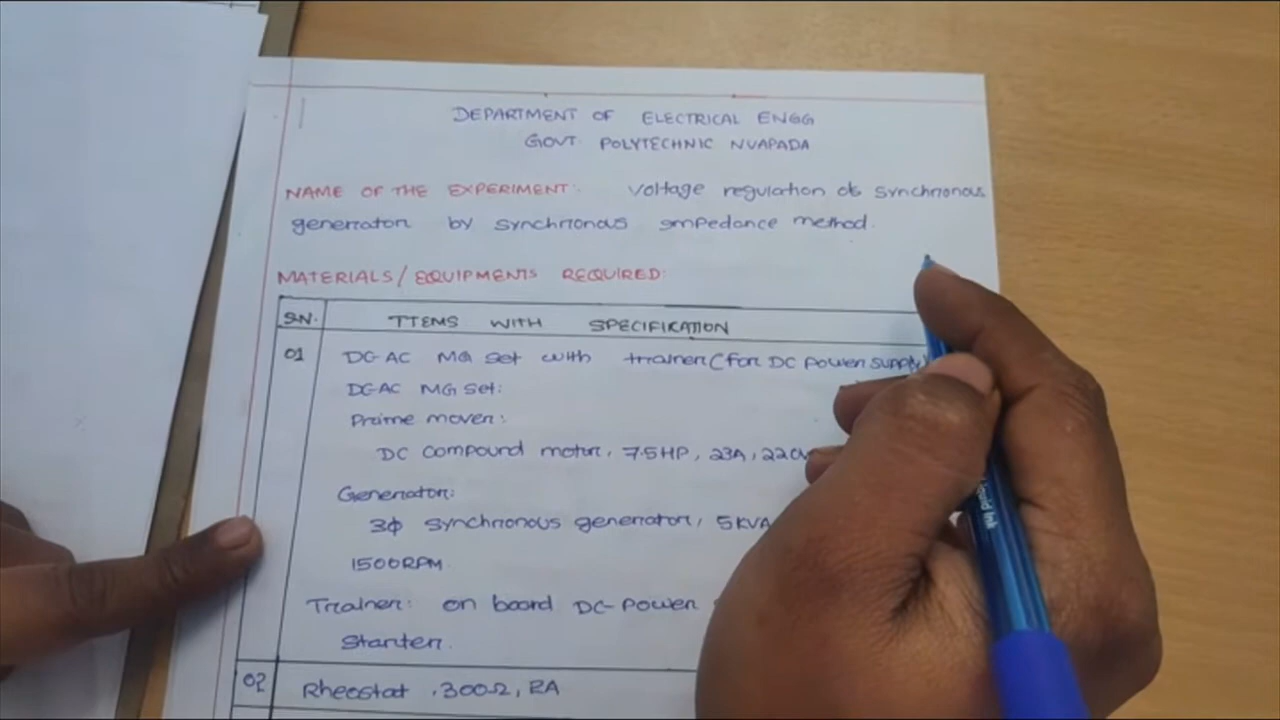 DEPARTMENT OF ELECTRICAL ENGG
GOVT. POLYTECHNIC NUAPADA
NAME OF THE EXPERIMENT: Voltage regulation of synchronous
generator by synchronous impedance method.
MATERIALS/EQUIPMENTS REQUIRED:
S.N. ITEMS WITH SPECIFICATION
01 DC-AC MG set with trainer (for DC power supply)
DC-AC MG set:
Prime mover:
DC compound motor, 7.5HP, 23A, 220V
Generator:
3φ synchronous generator, 5KVA
1500RPM.
Trainer: on board DC-Power
Starter.
02 Rheostat, 300Ω, 2A
Liquid Ink